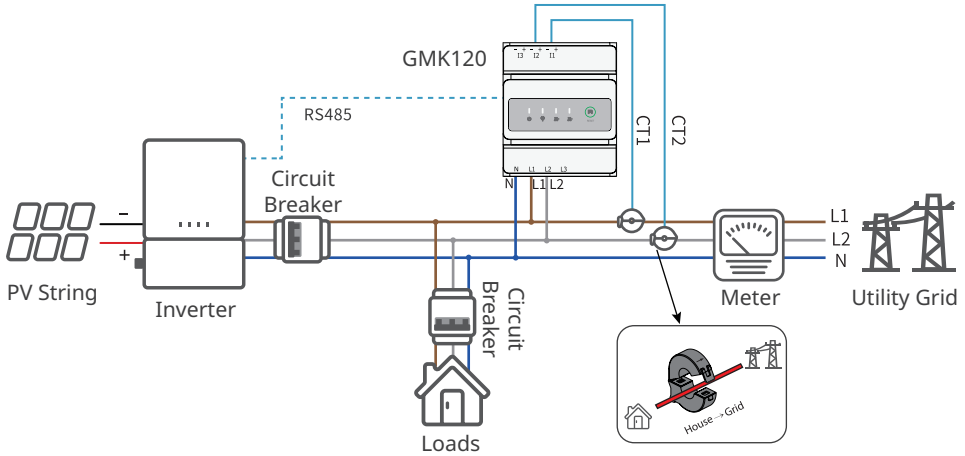 - + - + - +
I3 I2 I1
GMK120
RS485
CT1
CT2
N L1 L2 L3
N
L1
L2
Circuit
Breaker
L1
L2
N
-
+
PV String
Inverter
Circuit
Breaker
Meter
Utility Grid
House→Grid
Loads